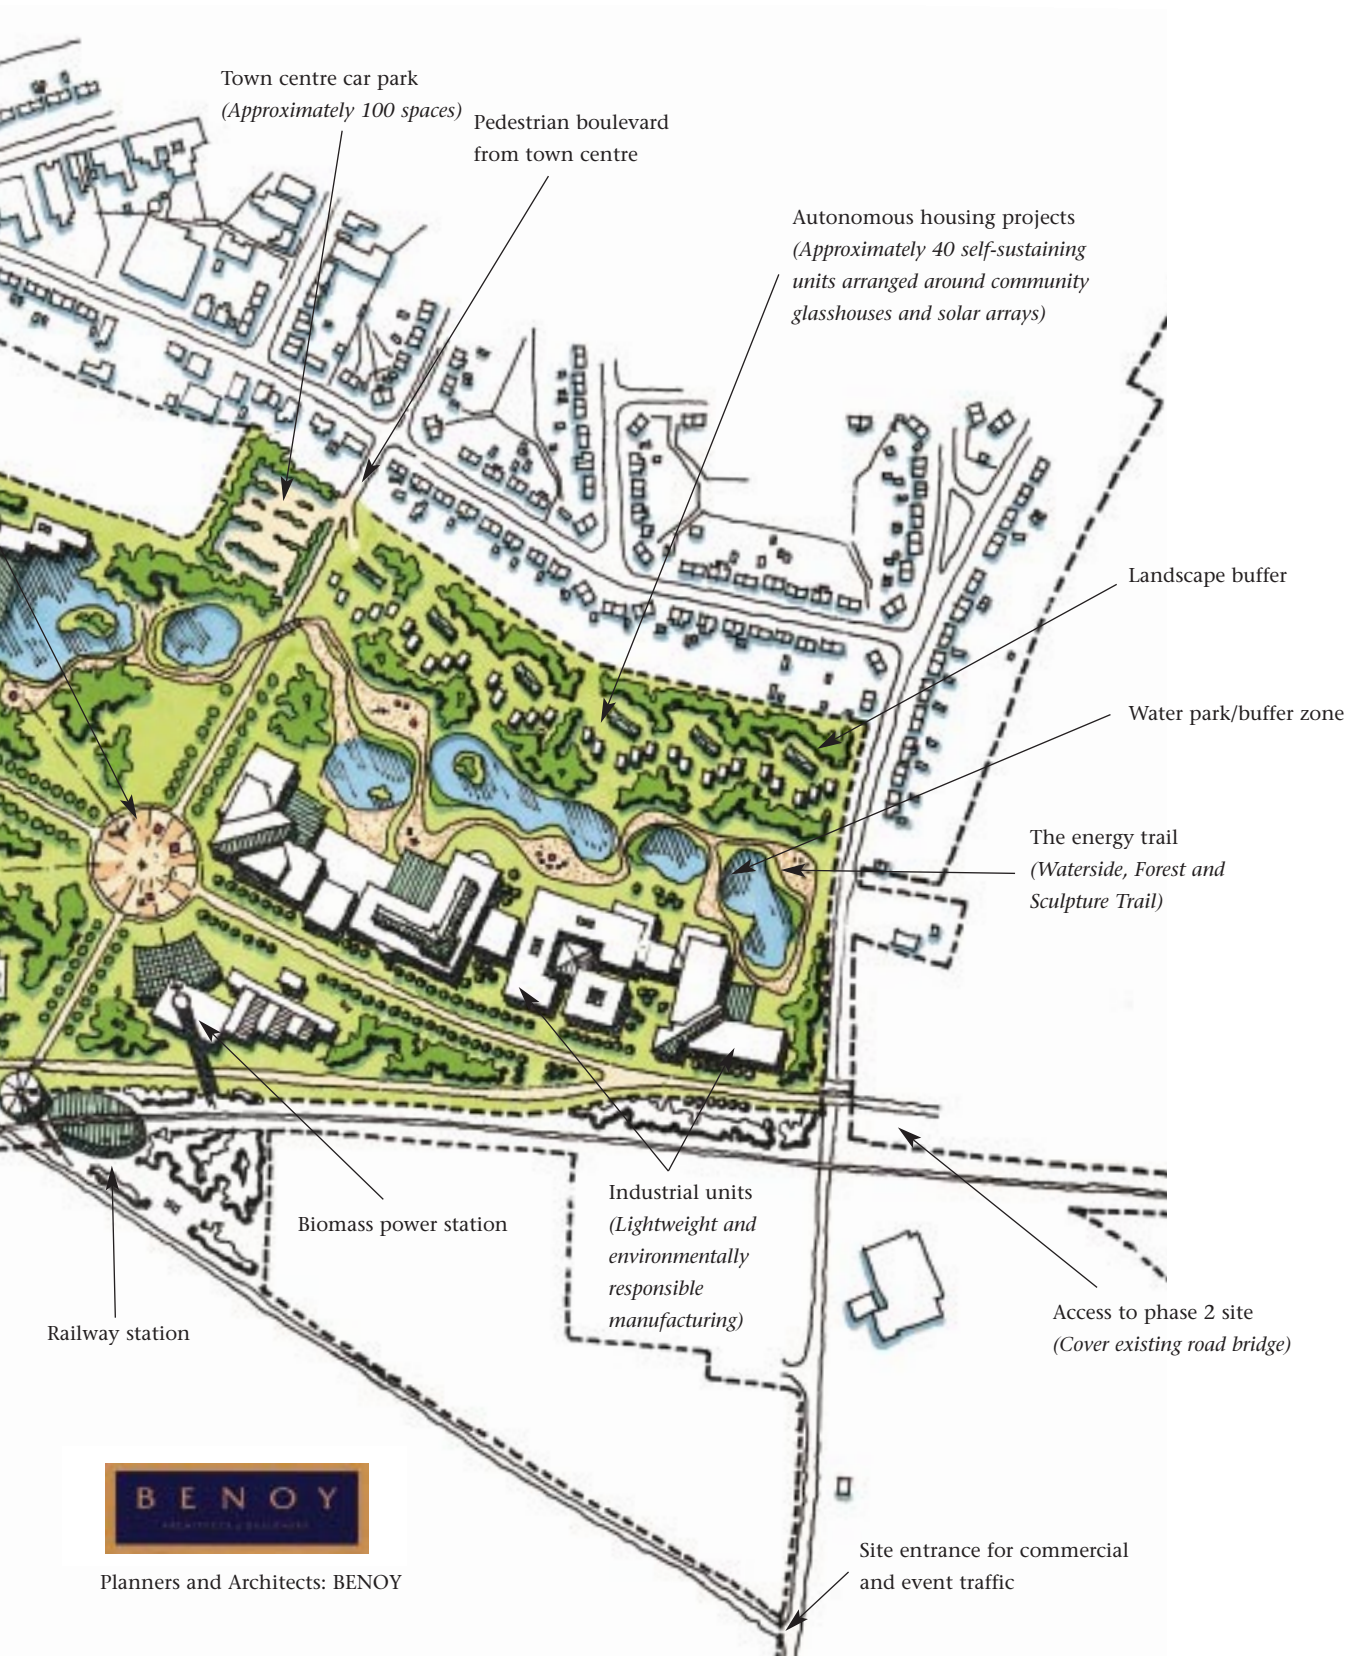 Town centre car park
(Approximately 100 spaces)
Pedestrian boulevard
from town centre
Autonomous housing projects
(Approximately 40 self-sustaining
units arranged around community
glasshouses and solar arrays)
Landscape buffer
Water park/buffer zone
The energy trail
(Waterside, Forest and
Sculpture Trail)
Industrial units
(Lightweight and
environmentally
responsible
manufacturing)
Biomass power station
Railway station
Access to phase 2 site
(Cover existing road bridge)
BENOY
Planners and Architects: BENOY
Site entrance for commercial
and event traffic